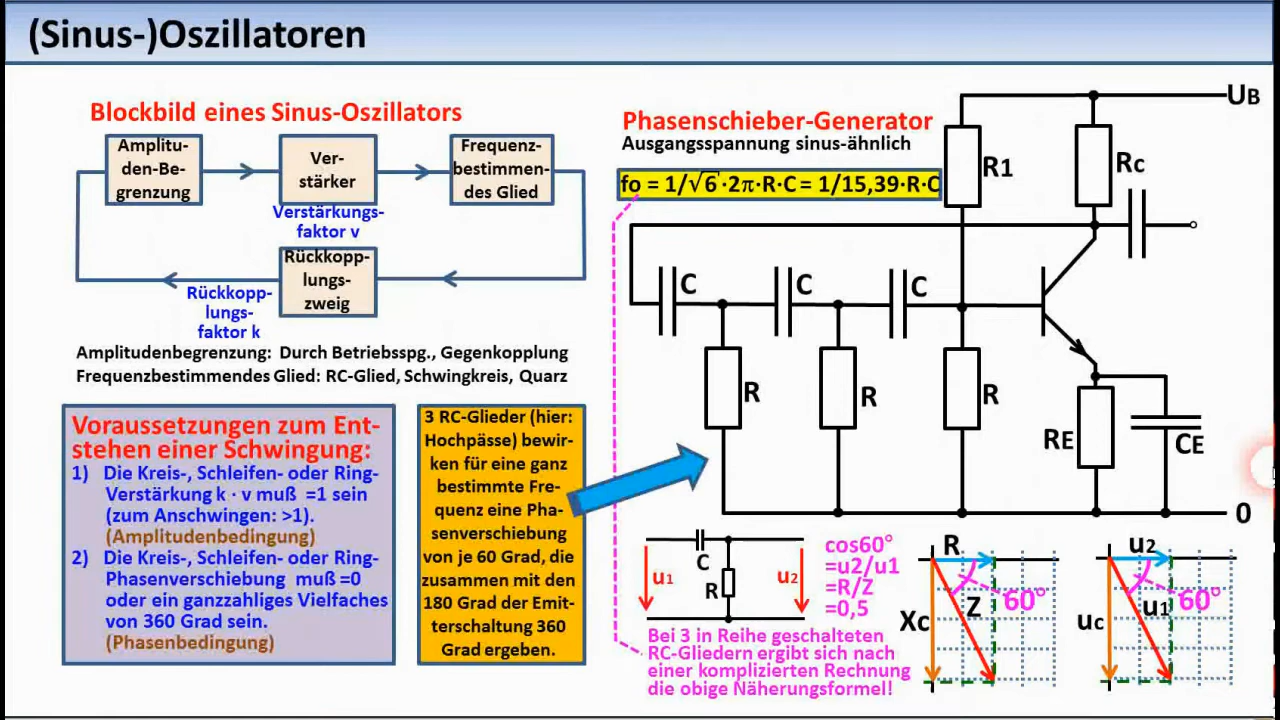 (Sinus-)Oszillatoren
Blockbild eines Sinus-Oszillators
Amplitu-
den-Be-
grenzung
Ver-
stärker
Frequenz-
bestimmen-
des Glied
Verstärkungs-
faktor v
Rückkopp-
lungs-
zweig
Rückkopp-
lungs-
faktor k
Amplitudenbegrenzung: Durch Betriebsspg., Gegenkopplung
Frequenzbestimmendes Glied: RC-Glied, Schwingkreis, Quarz
Voraussetzungen zum Ent-
stehen einer Schwingung:
1) Die Kreis-, Schleifen- oder Ring-
Verstärkung k · v muß =1 sein
(zum Anschwingen: >1).
(Amplitudenbedingung)
2) Die Kreis-, Schleifen- oder Ring-
Phasenverschiebung muß =0
oder ein ganzzahliges Vielfaches
von 360 Grad sein.
(Phasenbedingung)
3 RC-Glieder (hier:
Hochpässe) bewir-
ken für eine ganz
bestimmte Fre-
quenz eine Pha-
senverschiebung
von je 60 Grad, die
zusammen mit den
180 Grad der Emit-
terschaltung 360
Grad ergeben.
Phasenschieber-Generator
Ausgangsspannung sinus-ähnlich
fo = 1/√6·2π·R·C = 1/15,39·R·C
UB
R1
Rc
C
C
C
R
R
R
RE
CE
0
u1
C
R
u2
cos60°
=u2/u1
=R/Z
=0,5
Bei 3 in Reihe geschalteten
RC-Gliedern ergibt sich nach
einer komplizierten Rechnung
die obige Näherungsformel!
R
60°
Z
Xc
u2
60°
u1
uc